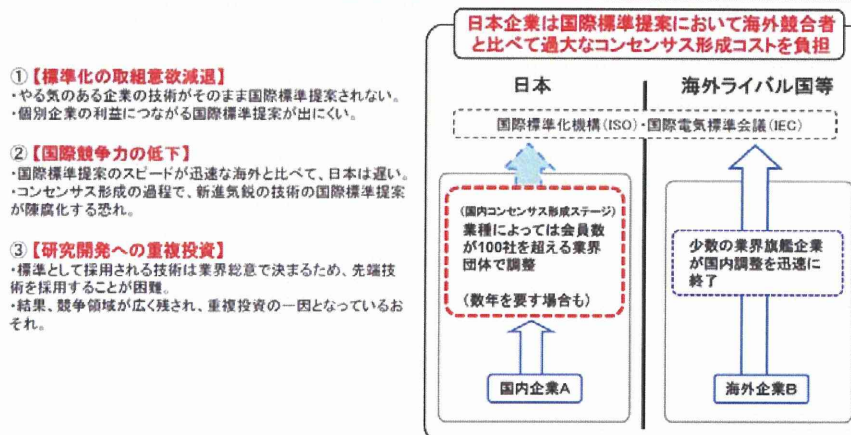 ①【標準化の取組意欲減退】
・やる気のある企業の技術がそのまま国際標準提案されない。
・個別企業の利益につながる国際標準提案が出にくい。
②【国際競争力の低下】
・国際標準提案のスピードが迅速な海外と比べて、日本は遅い。
・コンセンサス形成の過程で、新進気鋭の技術の国際標準提案
が陳腐化する恐れ。
③【研究開発への重複投資】
・標準として採用される技術は業界総意で決まるため、先端技
術を採用することが困難。
・結果、競争領域が広く残され、重複投資の一因となっているお
それ。
日本企業は国際標準提案において海外競合者
と比べて過大なコンセンサス形成コストを負担
日本
海外ライバル国等
国際標準化機構(ISO)・国際電気標準会議(IEC)
(国内コンセンサス形成ステージ)
業種によっては会員数
が100社を超える業界
団体で調整
(数年を要す場合も)
国内企業A
少数の業界旗艦企業
が国内調整を迅速に
終了
海外企業B